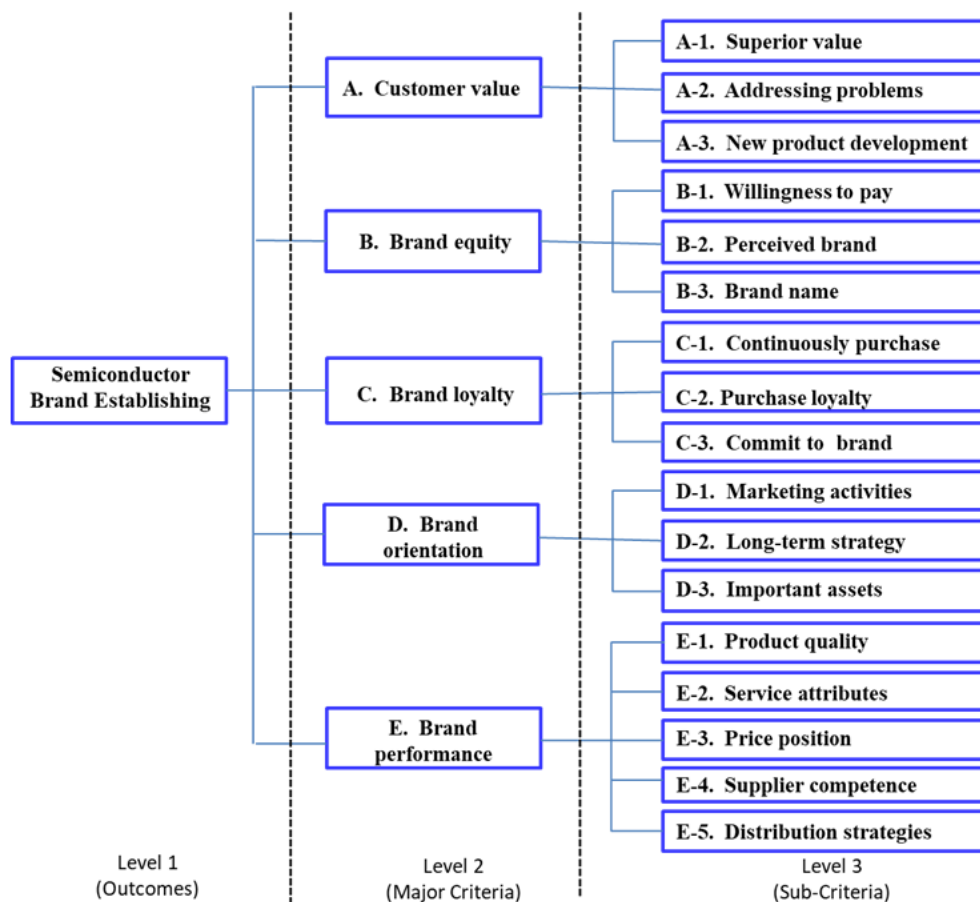 Semiconductor
Brand Establishing
A. Customer value
B. Brand equity
C. Brand loyalty
D. Brand
orientation
E. Brand
performance
A-1. Superior value
A-2. Addressing problems
A-3. New product development
B-1. Willingness to pay
B-2. Perceived brand
B-3. Brand name
C-1. Continuously purchase
C-2. Purchase loyalty
C-3. Commit to brand
D-1. Marketing activities
D-2. Long-term strategy
D-3. Important assets
E-1. Product quality
E-2. Service attributes
E-3. Price position
E-4. Supplier competence
E-5. Distribution strategies
Level 1
(Outcomes)
Level 2
(Major Criteria)
Level 3
(Sub-Criteria)